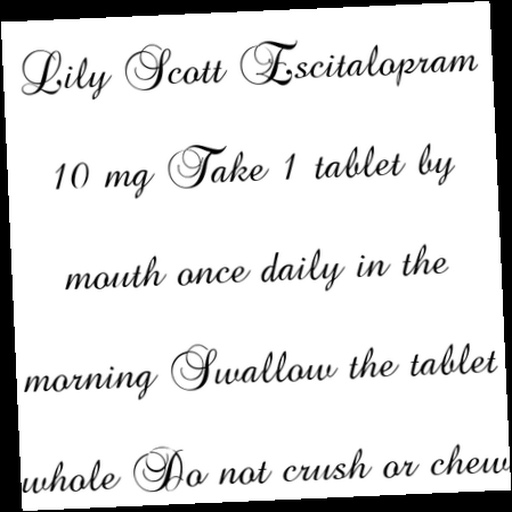 Lily Scott Escitalopram
10 mg Take 1 tablet by
mouth once daily in the
morning Swallow the tablet
whole Do not crush or chew